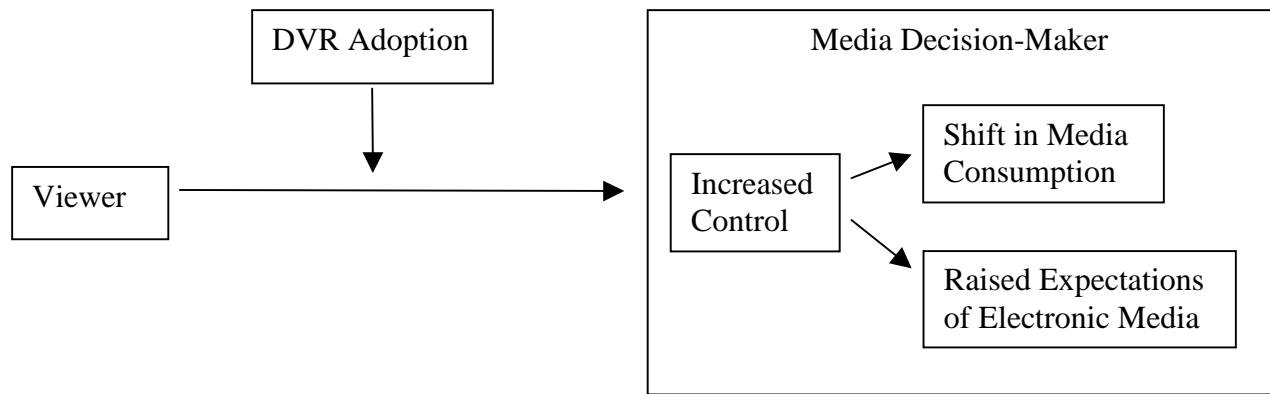 DVR Adoption
Media Decision-Maker
Viewer
Increased
Control
Shift in Media
Consumption
Raised Expectations
of Electronic Media